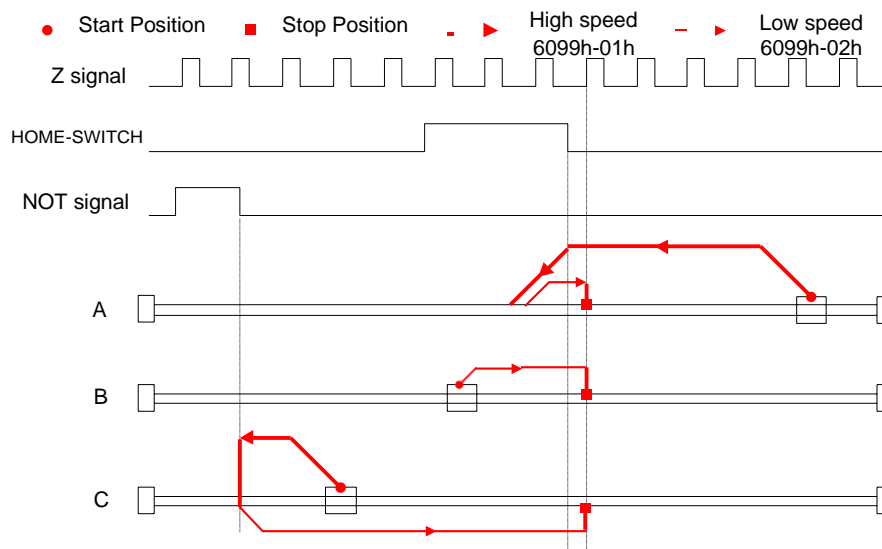 Start Position
Stop Position
High speed
6099h-01h
Low speed
6099h-02h
Z signal
HOME-SWITCH
NOT signal
A
B
C